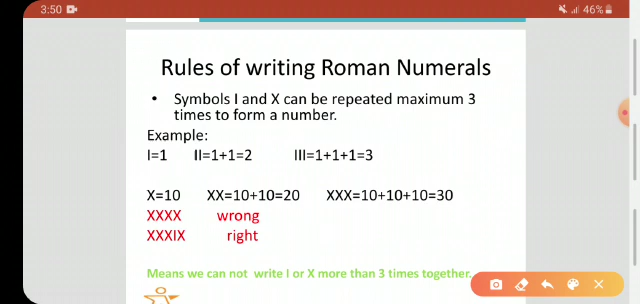 3:50 46%
Rules of writing Roman Numerals
• Symbols I and X can be repeated maximum 3
times to form a number.
Example:
I=1 II=1+1=2 III=1+1+1=3
X=10 XX=10+10=20 XXX=10+10+10=30
XXXX wrong
XXXIX right
Means we can not write I or X more than 3 times together.